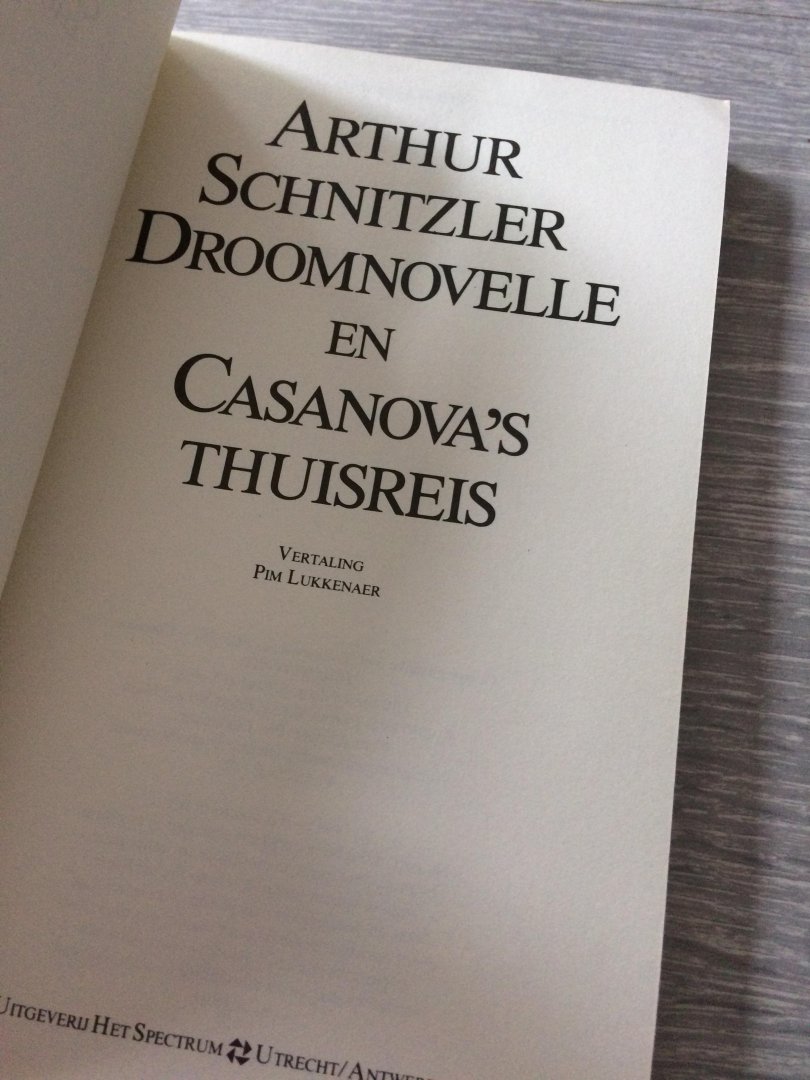 ARTHUR
SCHNITZLER
DROOMNOVELLE
EN
CASANOVA'S
THUISREIS
VERTALING
PIM LUKKENAER
UITGEVERIJ HET SPECTRUM UTRECHT/